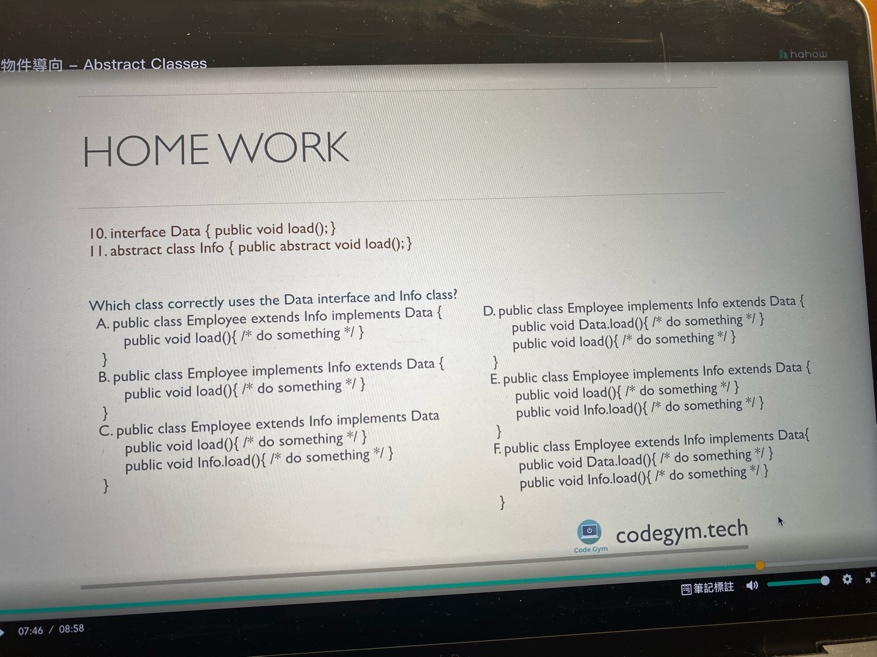 物件導向 – Abstract Classes
hahow
HOME WORK
10. interface Data { public void load(); }
11. abstract class Info { public abstract void load(); }
Which class correctly uses the Data interface and Info class?
A. public class Employee extends Info implements Data {
public void load(){ /* do something */ }
}
B. public class Employee implements Info extends Data {
public void load(){ /* do something */ }
}
C. public class Employee extends Info implements Data
public void load(){ /* do something */ }
public void Info.load(){ /* do something */ }
}
D. public class Employee implements Info extends Data {
public void Data.load(){ /* do something */ }
public void load(){ /* do something */ }
}
E. public class Employee implements Info extends Data {
public void load(){ /* do something */ }
public void Info.load(){ /* do something */ }
}
F. public class Employee extends Info implements Data{
public void Data.load(){ /* do something */ }
public void Info.load(){ /* do something */ }
}
Code Gym
codegym.tech
筆記標註
07:46 / 08:58